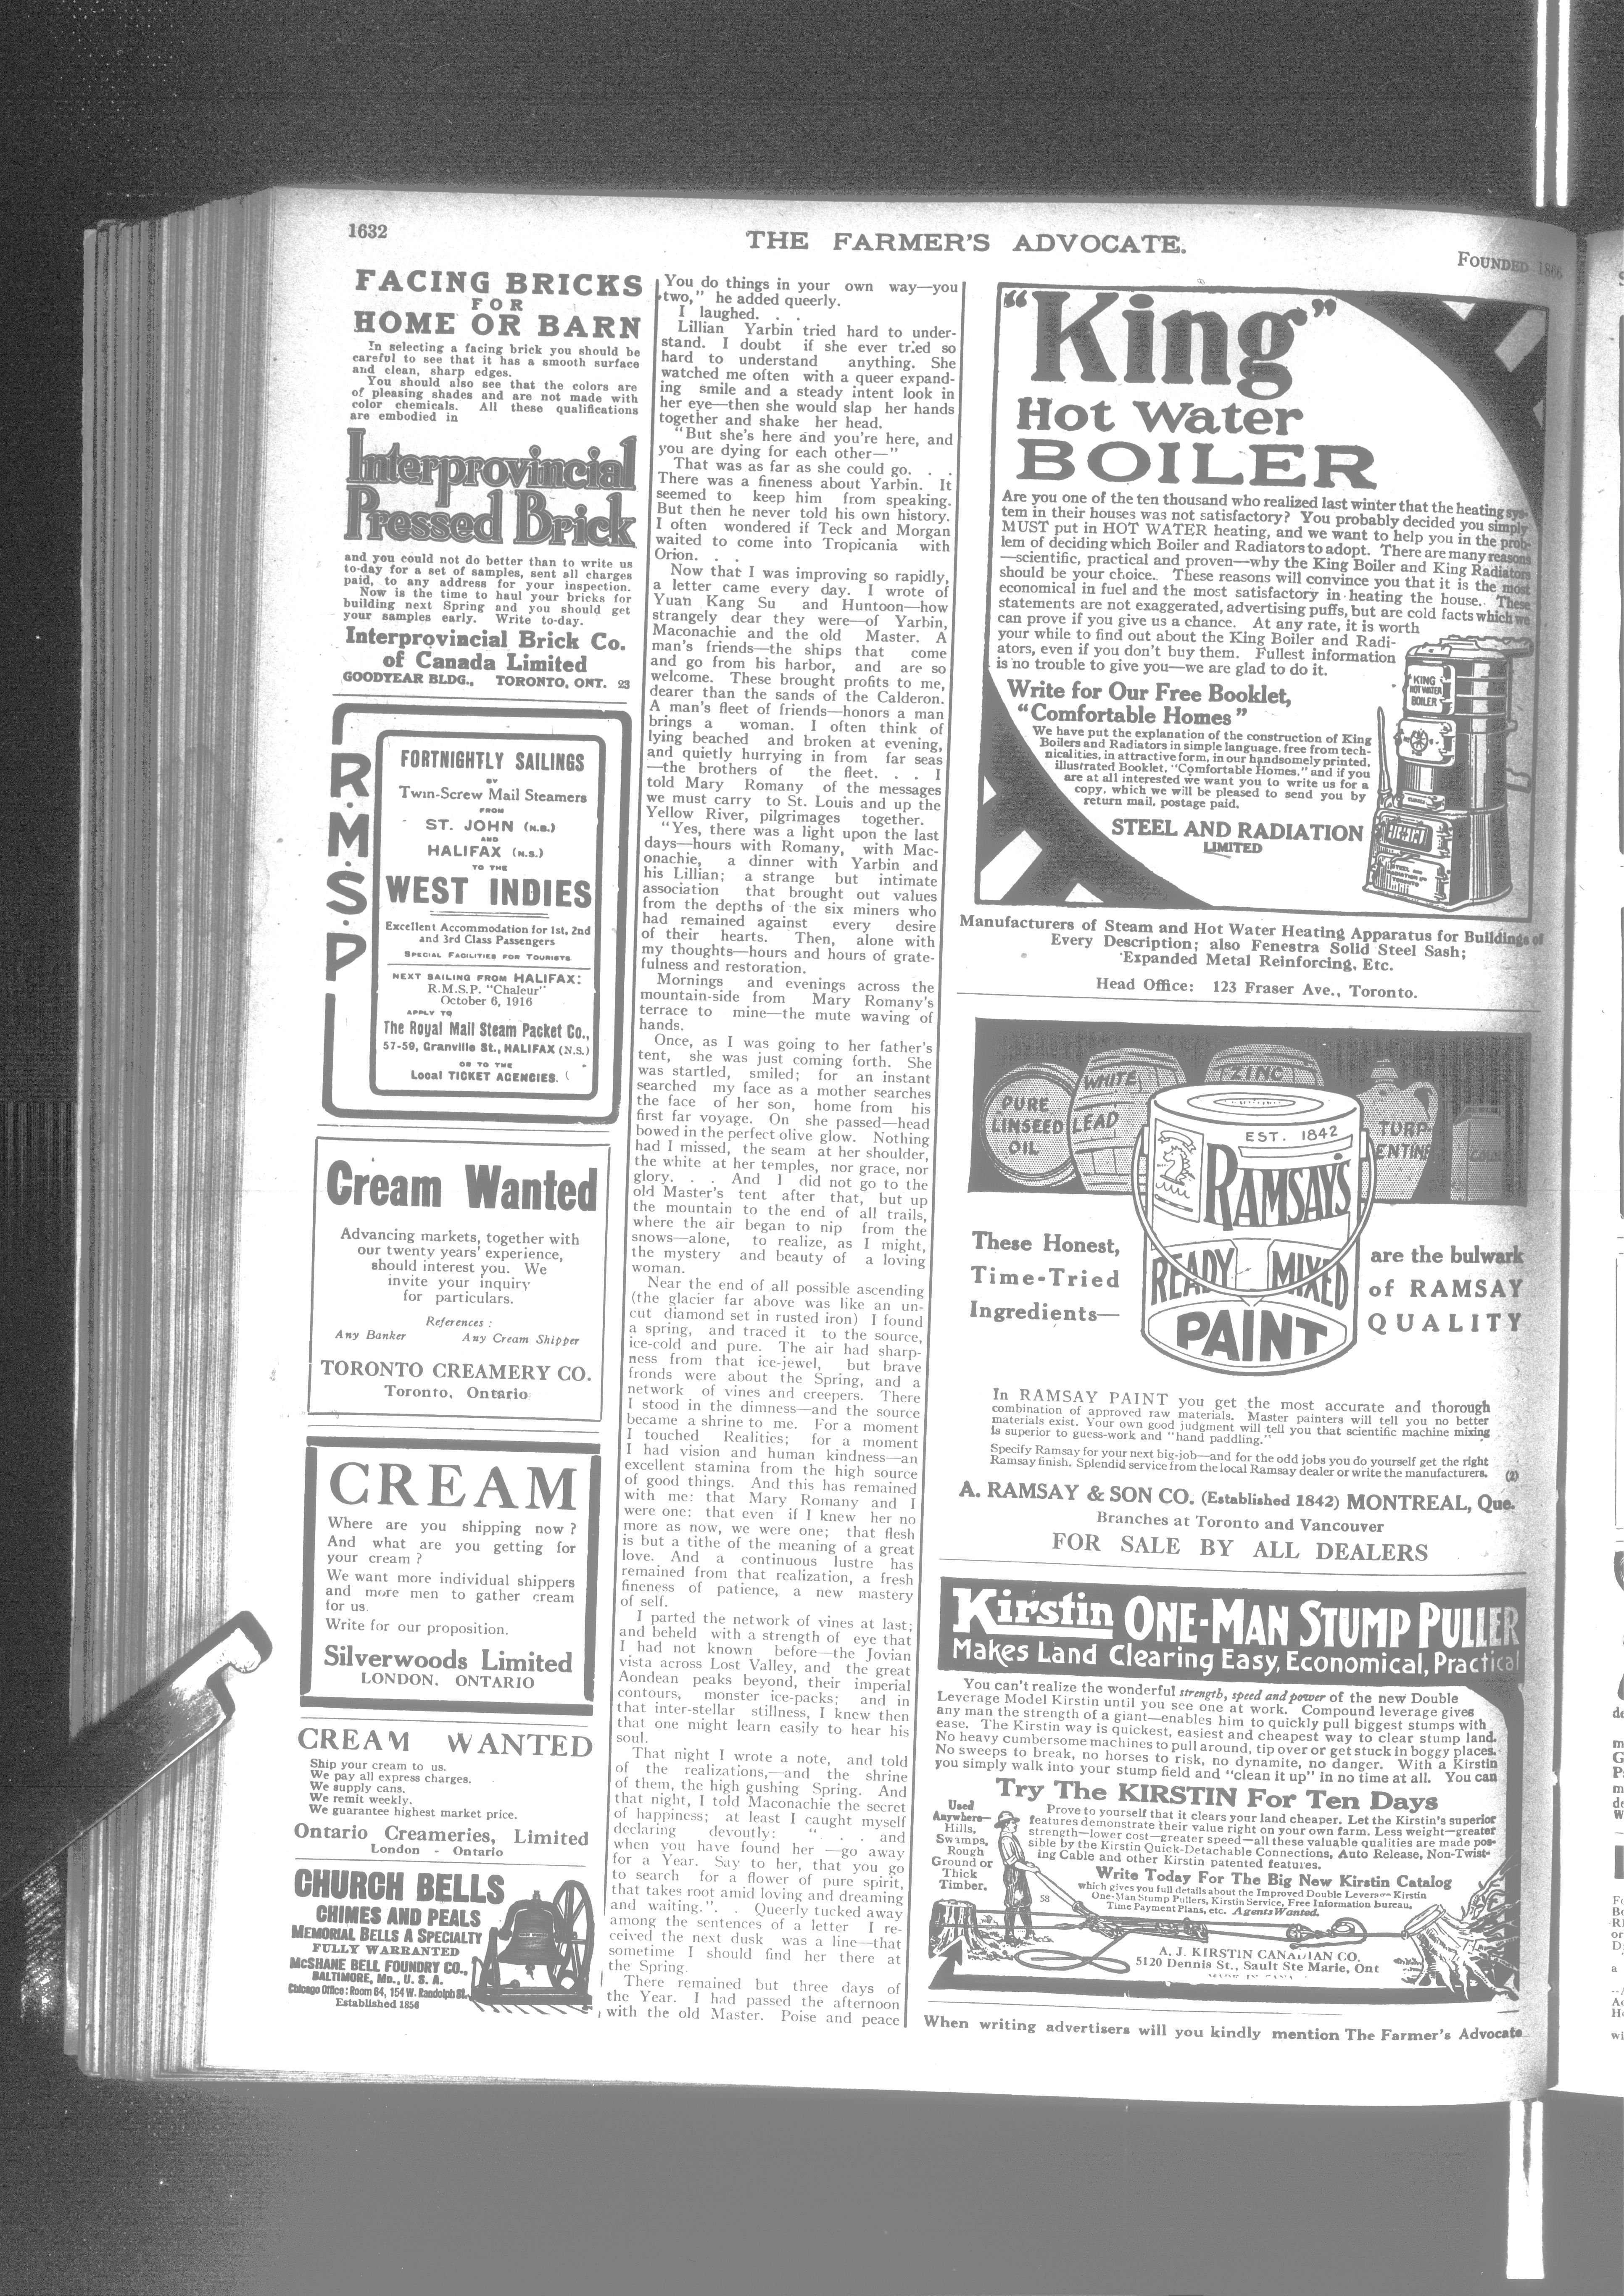 1632
THE FARMER'S ADVOCATE.
FOUNDED 1866
FACING BRICKS
FOR
HOME OR BARN
In selecting a facing brick you should be
careful to see that it has a smooth surface
and clean, sharp edges.
You should also see that the colors are
of pleasing shades and are not made with
color chemicals. All these qualifications
are embodied in
Interprovincial
Pressed Brick
and you could not do better than to write us
to-day for a set of samples, sent all charges
paid, to any address for your inspection.
Now is the time to haul your bricks for
building next Spring and you should get
your samples early. Write to-day.
Interprovincial Brick Co.
of Canada Limited
GOODYEAR BLDG., TORONTO, ONT. 23
R.M.S.P
FORTNIGHTLY SAILINGS
BY
Twin-Screw Mail Steamers
FROM
ST. JOHN (N.B.)
AND
HALIFAX (N.S.)
TO THE
WEST INDIES
Excellent Accommodation for 1st, 2nd
and 3rd Class Passengers
SPECIAL FACILITIES FOR TOURISTS
NEXT SAILING FROM HALIFAX:
R.M.S.P. "Chaleur"
October 6, 1916
APPLY TO
The Royal Mail Steam Packet Co.,
57-59, Granville St., HALIFAX (N.S.)
OR TO THE
Local TICKET AGENCIES.
Cream Wanted
Advancing markets, together with
our twenty years' experience,
should interest you. We
invite your inquiry
for particulars.
References :
Any Banker Any Cream Shipper
TORONTO CREAMERY CO.
Toronto, Ontario
CREAM
Where are you shipping now ?
And what are you getting for
your cream ?
We want more individual shippers
and more men to gather cream
for us.
Write for our proposition.
Silverwoods Limited
LONDON, ONTARIO
CREAM WANTED
Ship your cream to us.
We pay all express charges.
We supply cans.
We remit weekly.
We guarantee highest market price.
Ontario Creameries, Limited
London - Ontario
CHURCH BELLS
CHIMES AND PEALS
MEMORIAL BELLS A SPECIALTY
FULLY WARRANTED
McSHANE BELL FOUNDRY CO.,
BALTIMORE, MD., U. S. A.
Chicago Office: Room 64, 154 W. Randolph St.
Established 1856
You do things in your own way—you
two," he added queerly.
I laughed. . .
Lillian Yarbin tried hard to under-
stand. I doubt if she ever tried so
hard to understand anything. She
watched me often with a queer expand-
ing smile and a steady intent look in
her eye—then she would slap her hands
together and shake her head.
"But she's here and you're here, and
you are dying for each other—"
That was as far as she could go. . .
There was a fineness about Yarbin. It
seemed to keep him from speaking.
But then he never told his own history.
I often wondered if Teck and Morgan
waited to come into Tropicania with
Orion. . .
Now that I was improving so rapidly,
a letter came every day. I wrote of
Yuan Kang Su and Huntoon—how
strangely dear they were—of Yarbin,
Maconachie and the old Master. A
man's friends—the ships that come
and go from his harbor, and are so
welcome. These brought profits to me,
dearer than the sands of the Calderon.
A man's fleet of friends—honors a man
brings a woman. I often think of
lying beached and broken at evening,
and quietly hurrying in from far seas
—the brothers of the fleet. . . I
told Mary Romany of the messages
we must carry to St. Louis and up the
Yellow River, pilgrimages together.
"Yes, there was a light upon the last
days—hours with Romany, with Mac-
onachie, a dinner with Yarbin and
his Lillian; a strange but intimate
association that brought out values
from the depths of the six miners who
had remained against every desire
of their hearts. Then, alone with
my thoughts—hours and hours of grate-
fulness and restoration.
Mornings and evenings across the
mountain-side from Mary Romany's
terrace to mine—the mute waving of
hands.
Once, as I was going to her father's
tent, she was just coming forth. She
was startled, smiled; for an instant
searched my face as a mother searches
the face of her son, home from his
first far voyage. On she passed—head
bowed in the perfect olive glow. Nothing
had I missed, the seam at her shoulder,
the white at her temples, nor grace, nor
glory. . . And I did not go to the
old Master's tent after that, but up
the mountain to the end of all trails,
where the air began to nip from the
snows—alone, to realize, as I might,
the mystery and beauty of a loving
woman.
Near the end of all possible ascending
(the glacier far above was like an un-
cut diamond set in rusted iron) I found
a spring, and traced it to the source,
ice-cold and pure. The air had sharp-
ness from that ice-jewel, but brave
fronds were about the Spring, and a
network of vines and creepers. There
I stood in the dimness—and the source
became a shrine to me. For a moment
I touched Realities; for a moment
I had vision and human kindness—an
excellent stamina from the high source
of good things. And this has remained
with me: that Mary Romany and I
were one: that even if I knew her no
more as now, we were one; that flesh
is but a tithe of the meaning of a great
love. And a continuous lustre has
remained from that realization, a fresh
fineness of patience, a new mastery
of self.
I parted the network of vines at last;
and beheld with a strength of eye that
I had not known before—the Jovian
vista across Lost Valley, and the great
Aondean peaks beyond, their imperial
contours, monster ice-packs; and in
that inter-stellar stillness, I knew then
that one might learn easily to hear his
soul.
That night I wrote a note, and told
of the realizations,—and the shrine
of them, the high gushing Spring. And
that night, I told Maconachie the secret
of happiness; at least I caught myself
declaring devoutly: " . . and
when you have found her —go away
for a Year. Say to her, that you go
to search for a flower of pure spirit,
that takes root amid loving and dreaming
and waiting.". . Queerly tucked away
among the sentences of a letter I re-
ceived the next dusk was a line—that
sometime I should find her there at
the Spring.
There remained but three days of
the Year. I had passed the afternoon
with the old Master. Poise and peace
"King"
Hot Water
BOILER
Are you one of the ten thousand who realized last winter that the heating sys-
tem in their houses was not satisfactory? You probably decided you simply
MUST put in HOT WATER heating, and we want to help you in the prob-
lem of deciding which Boiler and Radiators to adopt. There are many reasons
—scientific, practical and proven—why the King Boiler and King Radiators
should be your choice. These reasons will convince you that it is the most
economical in fuel and the most satisfactory in heating the house. These
statements are not exaggerated, advertising puffs, but are cold facts which we
can prove if you give us a chance. At any rate, it is worth
your while to find out about the King Boiler and Radi-
ators, even if you don't buy them. Fullest information
is no trouble to give you—we are glad to do it.
KING
HOT WATER
BOILER
Write for Our Free Booklet,
"Comfortable Homes"
We have put the explanation of the construction of King
Boilers and Radiators in simple language, free from tech-
nicalities, in attractive form, in our handsomely printed,
illustrated Booklet, "Comfortable Homes," and if you
are at all interested we want you to write us for a
copy, which we will be pleased to send you by
return mail, postage paid.
STEEL AND RADIATION
LIMITED
Manufacturers of Steam and Hot Water Heating Apparatus for Buildings of
Every Description; also Fenestra Solid Steel Sash;
Expanded Metal Reinforcing, Etc.
Head Office: 123 Fraser Ave., Toronto.
PURE
LINSEED
OIL
WHITE
LEAD
ZINC
TURP
ENTINE
EST. 1842
RAMSAY'S
READY MIXED
PAINT
These Honest,
Time-Tried
Ingredients—
are the bulwark
of RAMSAY
QUALITY
In RAMSAY PAINT you get the most accurate and thorough
combination of approved raw materials. Master painters will tell you no better
materials exist. Your own good judgment will tell you that scientific machine mixing
is superior to guess-work and "hand paddling."
Specify Ramsay for your next big-job—and for the odd jobs you do yourself get the right
Ramsay finish. Splendid service from the local Ramsay dealer or write the manufacturers. (2)
A. RAMSAY & SON CO. (Established 1842) MONTREAL, Que.
Branches at Toronto and Vancouver
FOR SALE BY ALL DEALERS
Kirstin ONE-MAN STUMP PULLER
Makes Land Clearing Easy, Economical, Practical
You can't realize the wonderful strength, speed and power of the new Double
Leverage Model Kirstin until you see one at work. Compound leverage gives
any man the strength of a giant—enables him to quickly pull biggest stumps with
ease. The Kirstin way is quickest, easiest and cheapest way to clear stump land.
No heavy cumbersome machines to pull around, tip over or get stuck in boggy places.
No sweeps to break, no horses to risk, no dynamite, no danger. With a Kirstin
you simply walk into your stump field and "clean it up" in no time at all. You can
Try The KIRSTIN For Ten Days
Used
Anywhere—
Hills,
Swamps,
Rough
Ground or
Thick
Timber.
Prove to yourself that it clears your land cheaper. Let the Kirstin's superior
features demonstrate their value right on your own farm. Less weight—greater
strength—lower cost—greater speed—all these valuable qualities are made pos-
sible by the Kirstin Quick-Detachable Connections, Auto Release, Non-Twist-
ing Cable and other Kirstin patented features.
Write Today For The Big New Kirstin Catalog
which gives you full details about the Improved Double Leverage Kirstin
One-Man Stump Pullers, Kirstin Service, Free Information bureau,
Time Payment Plans, etc. Agents Wanted.
58
A. J. KIRSTIN CANADIAN CO.
5120 Dennis St., Sault Ste Marie, Ont
When writing advertisers will you kindly mention The Farmer's Advocate